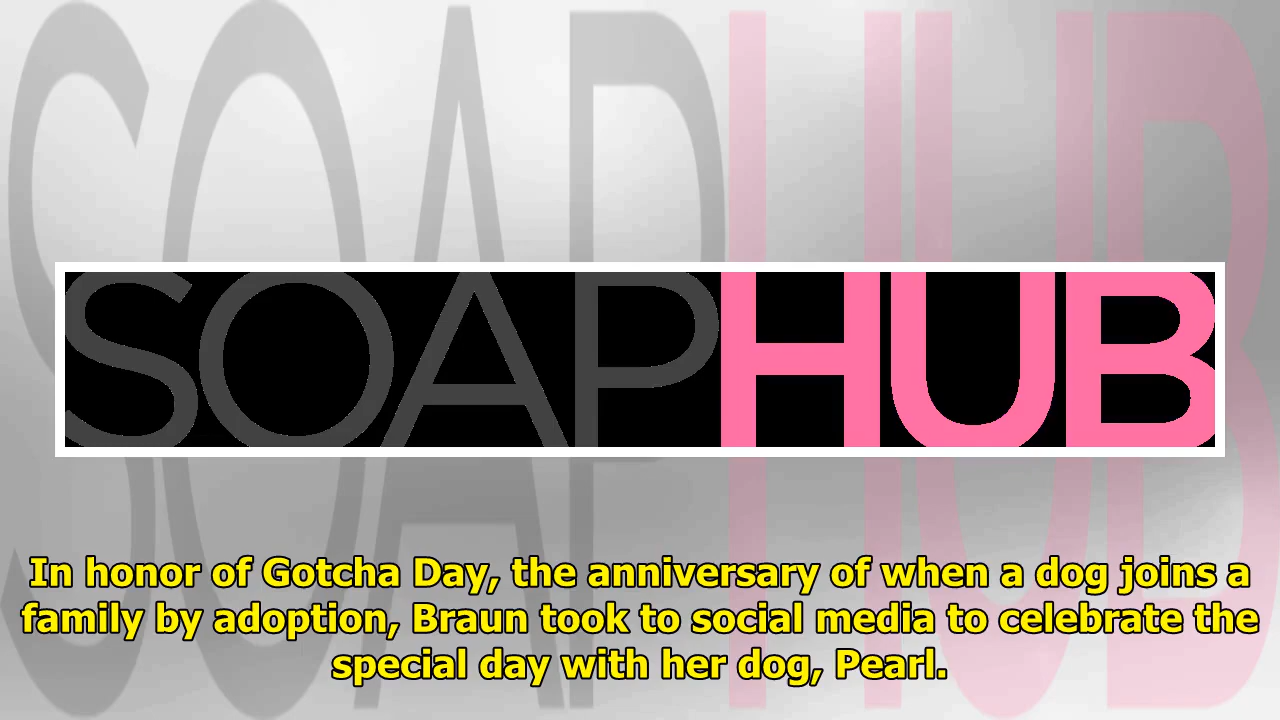 SOAPHUB
SOAPHUB
In honor of Gotcha Day, the anniversary of when a dog joins a
family by adoption, Braun took to social media to celebrate the
special day with her dog, Pearl.